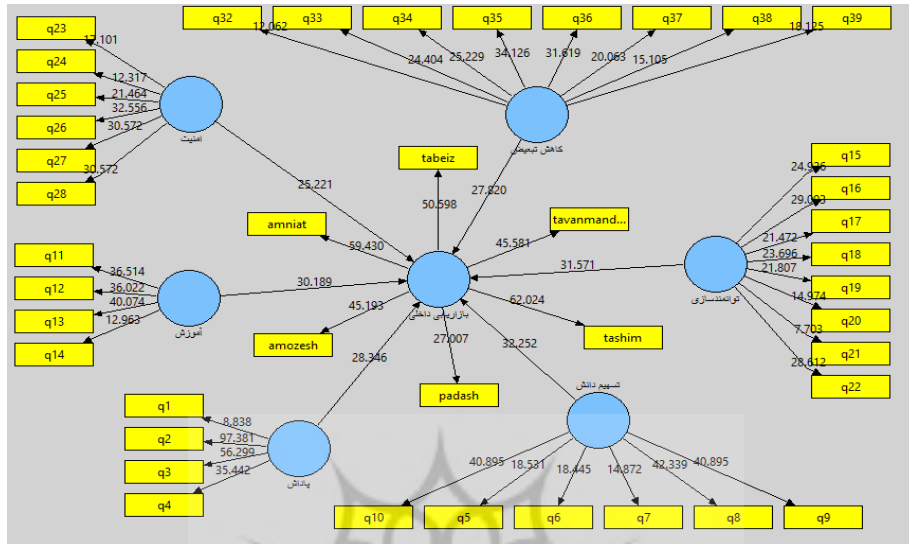 q32
q33
q34
q35
q36
q37
q38
q39
12.062
24.404
25.229
34.126
31.619
20.063
15.105
18.125
کاهش تبعیض
27.820
q23
q24
q25
q26
q27
q28
17.101
12.317
21.464
32.556
30.572
30.572
امنیت
25.221
tabeiz
50.598
amniat
59.430
tavanmand...
45.581
q15
q16
q17
q18
q19
q20
q21
q22
24.926
29.093
21.472
23.696
21.807
14.974
7.703
28.612
توانمندسازی
31.571
q11
q12
q13
q14
36.514
36.022
40.074
12.963
آموزش
30.189
بازاریابی داخلی
45.193
amozesh
27.007
padash
62.024
tashim
q1
q2
q3
q4
8.838
97.381
56.299
35.442
پاداش
28.346
32.252
تسهیم دانش
40.895
18.531
18.445
14.872
42.339
40.895
q10
q5
q6
q7
q8
q9